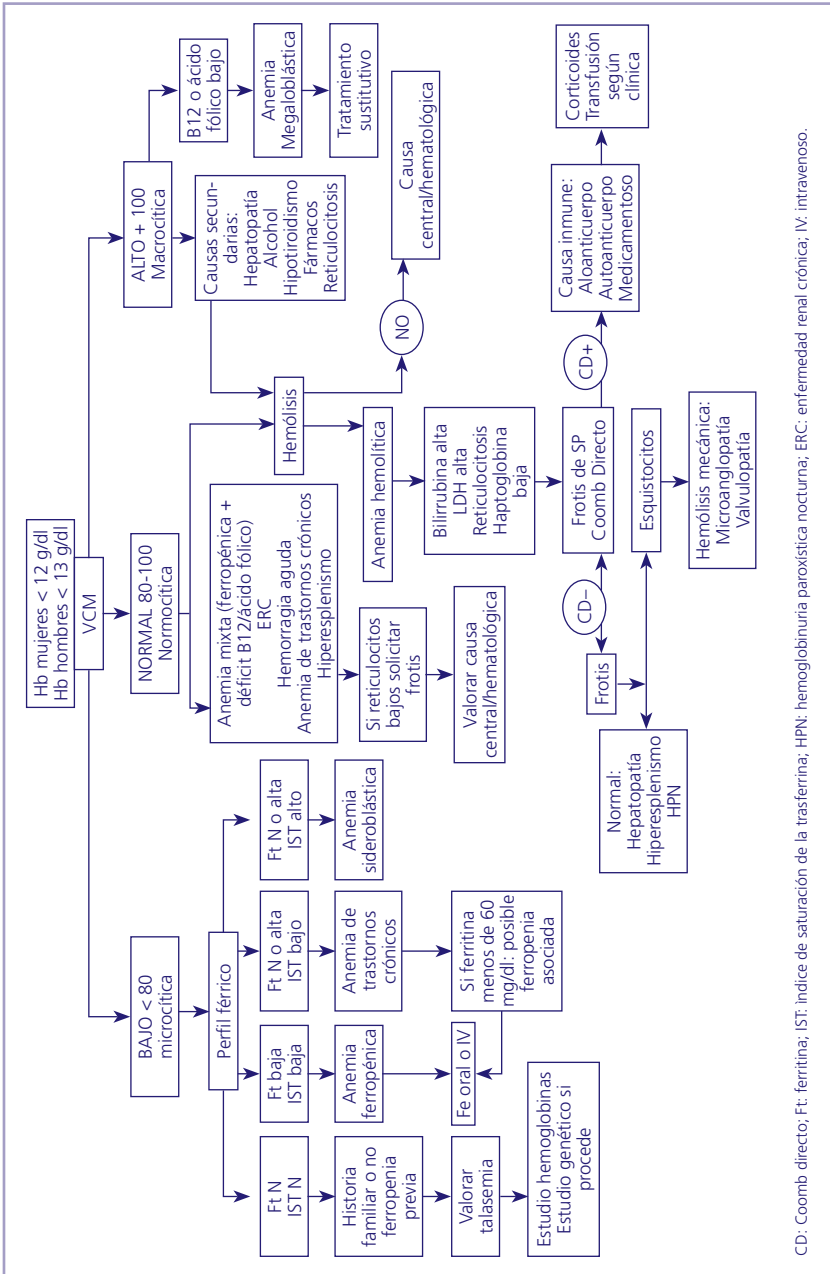 Hb mujeres < 12 g/dl
Hb hombres < 13 g/dl
VCM
BAJO < 80
microcítica
Perfil férrico
Ft N
IST N
Historia
familiar o no
ferropenia
previa
Valorar
talasemia
Estudio hemoglobinas
Estudio genético si
procede
Ft baja
IST baja
Anemia
ferropénica
Fe oral o IV
Ft N o alta
IST bajo
Anemia de
trastornos
crónicos
Si ferritina
menos de 60
mg/dl: posible
ferropenia
asociada
Ft N o alta
IST alto
Anemia
sideroblástica
NORMAL 80-100
Normocítica
Anemia mixta (ferropénica +
déficit B12/ácido fólico)
ERC
Hemorragia aguda
Anemia de trastornos crónicos
Hiperesplenismo
Si reticulocitos
bajos solicitar
frotis
Valorar causa
central/hematológica
Hemólisis
Anemia hemolítica
Bilirrubina alta
LDH alta
Reticulocitosis
Haptoglobina
baja
Frotis de SP
Coomb Directo
CD–
Frotis
Normal:
Hepatopatía
Hiperesplenismo
HPN
Esquistocitos
Hemólisis mecánica:
Microanglopatía
Valvulopatía
CD+
Causa inmune:
Aloanticuerpo
Autoanticuerpo
Medicamentoso
Corticoides
Transfusión
según
clínica
NO
Causa
central/hematológica
ALTO + 100
Macrocítica
Causas secun-
darias:
Hepatopatía
Alcohol
Hipotiroidismo
Fármacos
Reticulocitosis
B12 o ácido
fólico bajo
Anemia
Megaloblástica
Tratamiento
sustitutivo
CD: Coomb directo; Ft: ferritina; IST: indice de saturación de la trasferrina; HPN: hemoglobinuria paroxística nocturna; ERC: enfermedad renal crónica; IV: intravenoso.